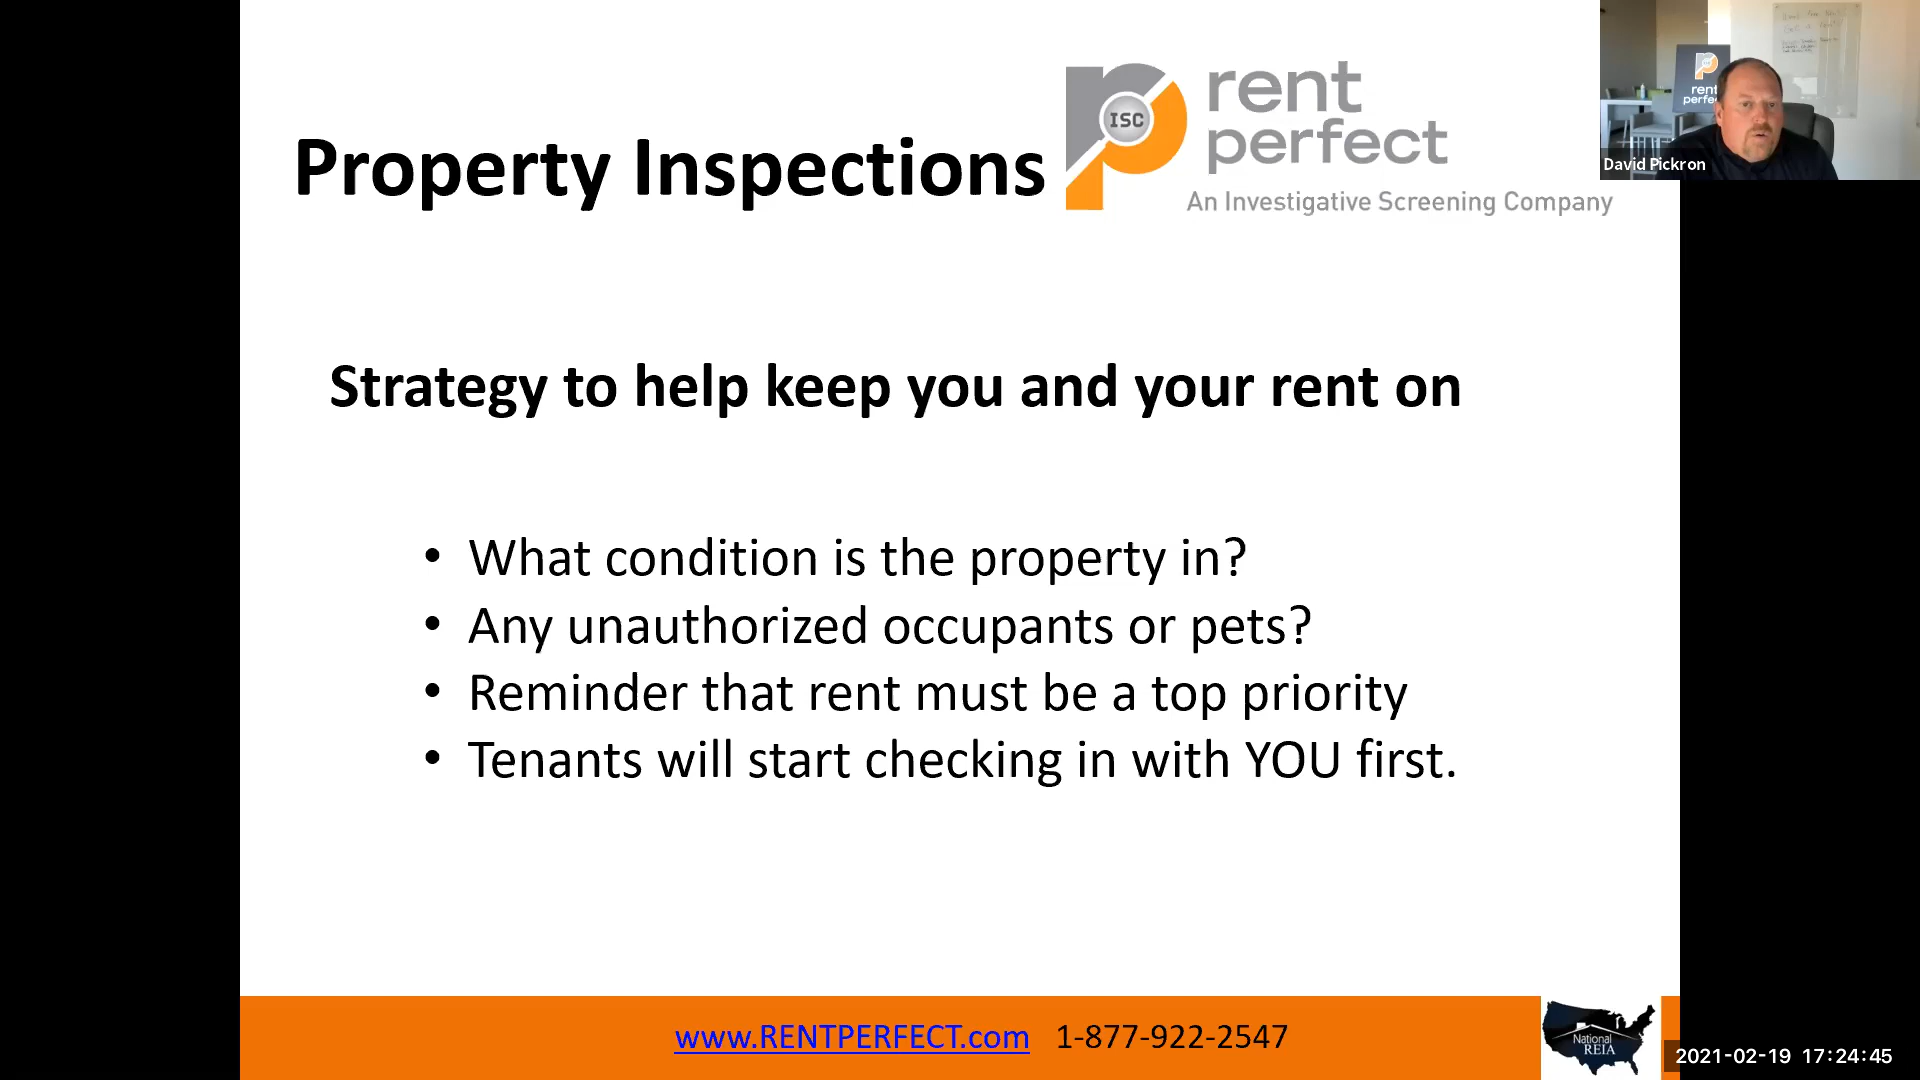 Property Inspections
ISC
rent
perfect
An Investigative Screening Company
rent
David Pickron
Strategy to help keep you and your rent on
• What condition is the property in?
• Any unauthorized occupants or pets?
• Reminder that rent must be a top priority
• Tenants will start checking in with YOU first.
www.RENTPERFECT.com 1-877-922-2547
National
REIA
2021-02-19 17:24:45